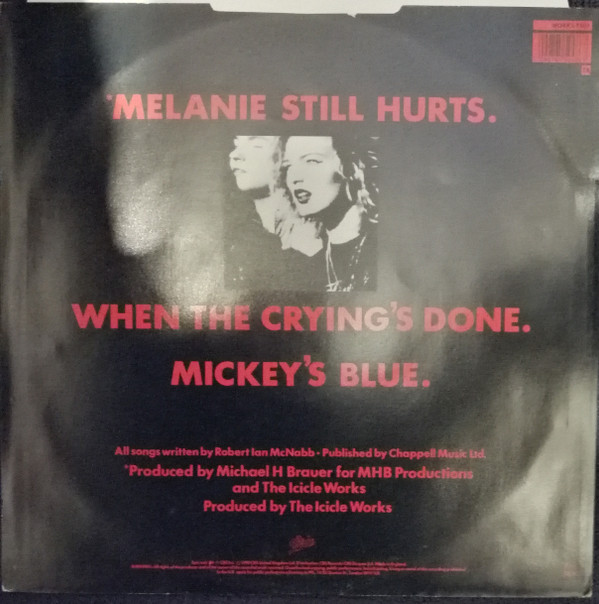 *MELANIE STILL HURTS.
WHEN THE CRYING'S DONE.
MICKEY'S BLUE.
All songs written by Robert Ian McNabb • Published by Chappell Music Ltd.
*Produced by Michael H Brauer for MHB Productions
and The Icicle Works
Produced by The Icicle Works
Epic